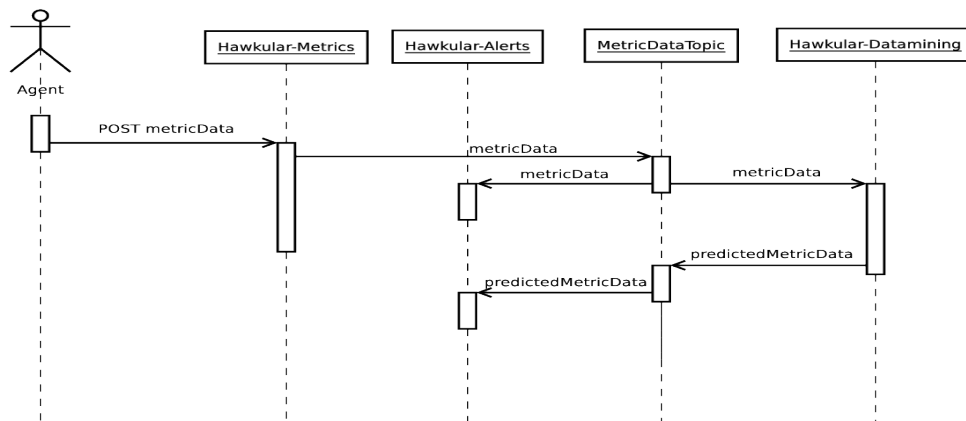 Hawkular-Metrics
Hawkular-Alerts
MetricDataTopic
Hawkular-Datamining
Agent
POST metricData
metricData
metricData
metricData
predictedMetricData
predictedMetricData